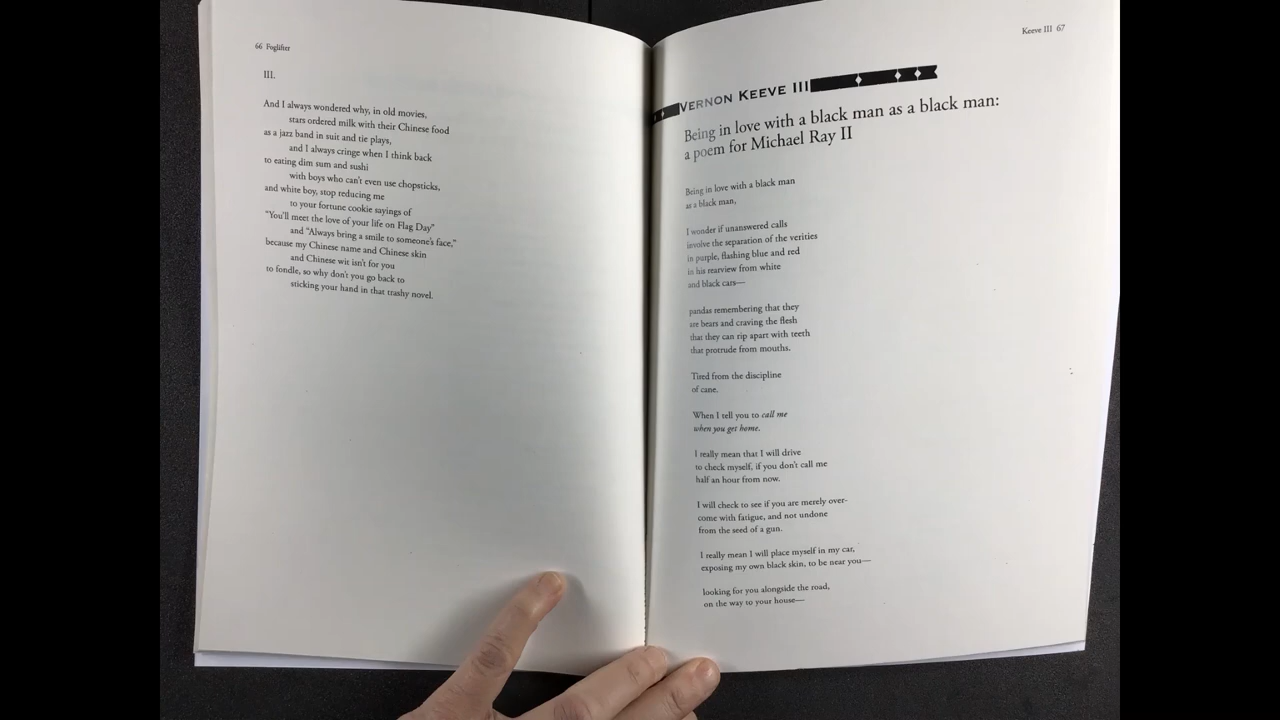 66 Foglifter
III.
And I always wondered why, in old movies,
stars ordered milk with their Chinese food
as a jazz band in suit and tie plays,
and I always cringe when I think back
to eating dim sum and sushi
with boys who can't even use chopsticks,
and white boy, stop reducing me
to your fortune cookie sayings of
"You'll meet the love of your life on Flag Day"
and "Always bring a smile to someone's face,"
because my Chinese name and Chinese skin
and Chinese wit isn't for you
to fondle, so why don't you go back to
sticking your hand in that trashy novel.
Keeve III 67
VERNON KEEVE III
Being in love with a black man as a black man:
a poem for Michael Ray II
Being in love with a black man
as a black man,
I wonder if unanswered calls
involve the separation of the verities
in purple, flashing blue and red
in his rearview from white
and black cars—
pandas remembering that they
are bears and craving the flesh
that they can rip apart with teeth
that protrude from mouths.
Tired from the discipline
of cane.
When I tell you to call me
when you get home.
I really mean that I will drive
to check myself, if you don't call me
half an hour from now.
I will check to see if you are merely over-
come with fatigue, and not undone
from the seed of a gun.
I really mean I will place myself in my car,
exposing my own black skin, to be near you—
looking for you alongside the road,
on the way to your house—